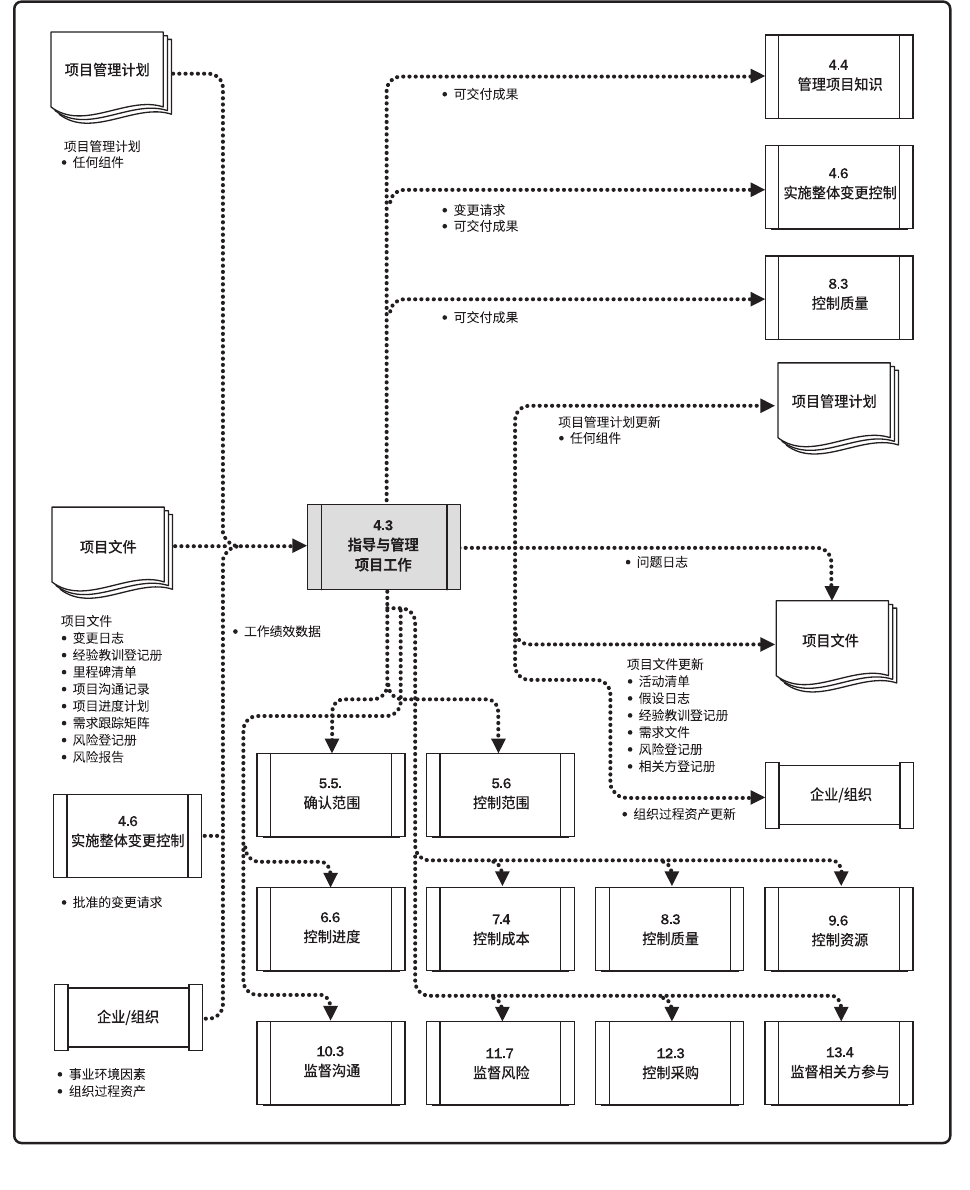 项目管理计划
项目管理计划
• 任何组件
4.4
管理项目知识
• 可交付成果
4.6
实施整体变更控制
• 变更请求
• 可交付成果
8.3
控制质量
• 可交付成果
项目管理计划
项目管理计划更新
• 任何组件
项目文件
4.3
指导与管理
项目工作
• 问题日志
项目文件
项目文件
• 变更日志
• 经验教训登记册
• 里程碑清单
• 项目沟通记录
• 项目进度计划
• 需求跟踪矩阵
• 风险登记册
• 风险报告
• 工作绩效数据
项目文件更新
• 活动清单
• 假设日志
• 经验教训登记册
• 需求文件
• 风险登记册
• 相关方登记册
5.5.
确认范围
5.6
控制范围
企业/组织
• 组织过程资产更新
4.6
实施整体变更控制
• 批准的变更请求
6.6
控制进度
7.4
控制成本
8.3
控制质量
9.6
控制资源
企业/组织
• 事业环境因素
• 组织过程资产
10.3
监督沟通
11.7
监督风险
12.3
控制采购
13.4
监督相关方参与